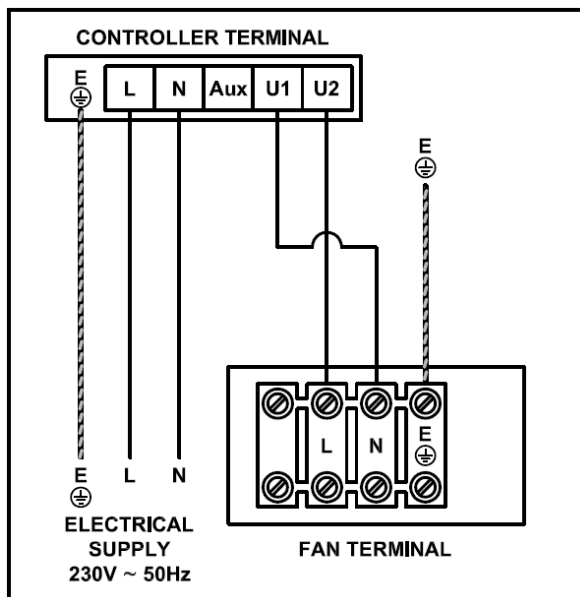 CONTROLLER TERMINAL
E L N Aux U1 U2
E
L N E
E L N
ELECTRICAL
SUPPLY
230V ~ 50Hz
FAN TERMINAL